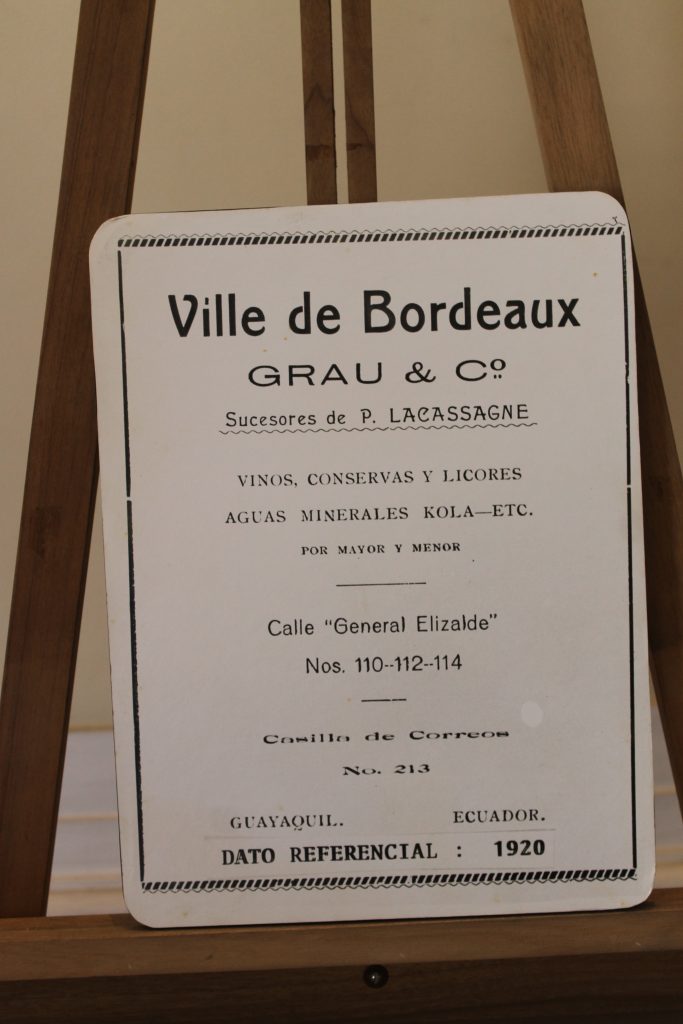 Ville de Bordeaux
GRAU & Cº
Sucesores de P. LACASSAGNE
VINOS, CONSERVAS Y LICORES
AGUAS MINERALES KOLA—ETC.
POR MAYOR Y MENOR
Calle "General Elizalde"
Nos. 110--112--114
Casilla de Correos
No. 213
GUAYAQUIL. ECUADOR.
DATO REFERENCIAL : 1920